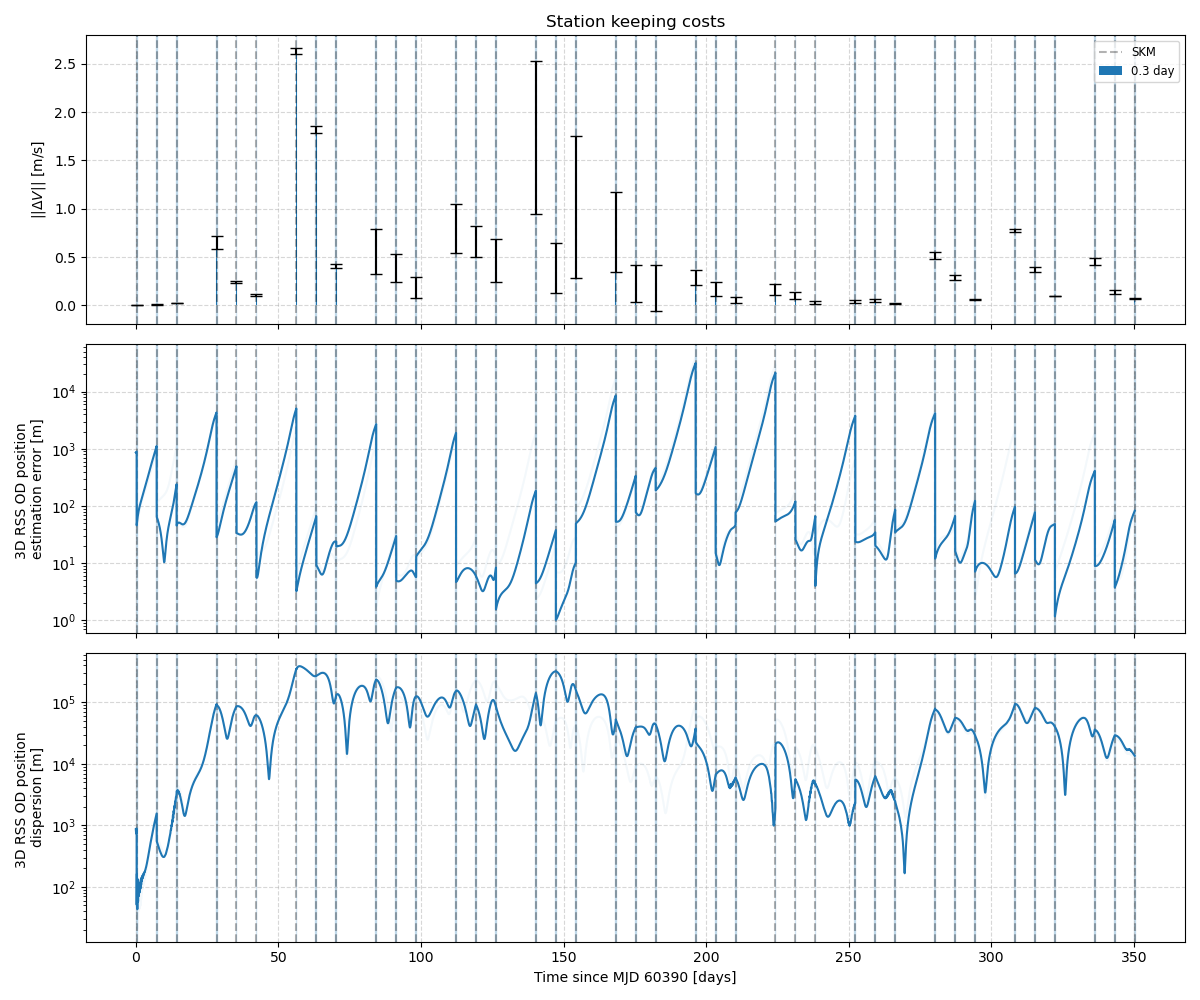 Station keeping costs
SKM
0.3 day
||ΔV|| [m/s]
2.5
2.0
1.5
1.0
0.5
0.0
3D RSS OD position
estimation error [m]
10⁴
10³
10²
10¹
10⁰
3D RSS OD position
dispersion [m]
10⁵
10⁴
10³
10²
0 50 100 150 200 250 300 350
Time since MJD 60390 [days]